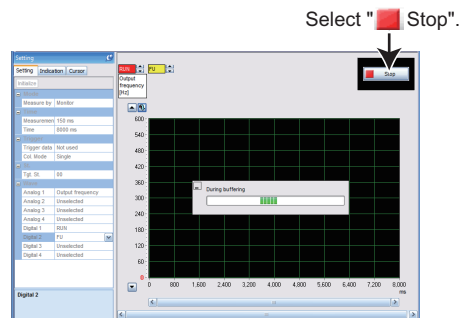 Select " Stop".
Setting
Setting Indication Cursor
Initialize
Measure by Monitor
Measuremen 150 ms
Time 0009 ms
Trigger data Not used
Col. Mode Single
Tgt. St. 00
Analog 1 Output frequency
Analog 2 Unselected
Analog 3 Unselected
Analog 4 Unselected
Digital 1 RUN
Digital 2 FU
Digital 3 Unselected
Digital 4 Unselected
Digital 2
RUN FU
Output
frequency
[Hz]
Stop
600
540
480
420
360
300
240
180
120
60
0
During buffering
0 800 1,600 2,400 3,200 4,000 4,800 5,600 6,400 7,200 8,000
ms